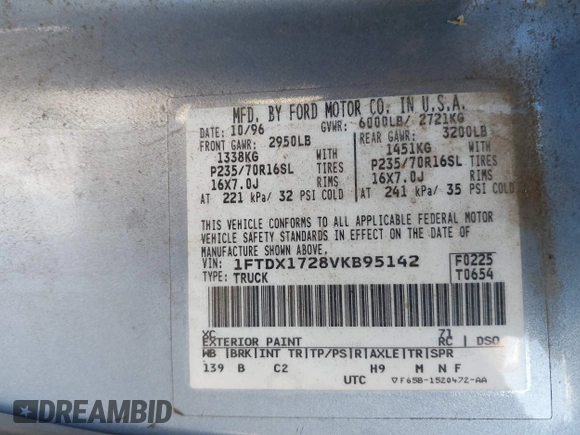 MFD. BY FORD MOTOR CO. IN U.S.A.
DATE: 10/96 GVWR: 6000LB/ 2721KG
FRONT GAWR: 2950LB REAR GAWR: 3200LB
1338KG WITH 1451KG WITH
P235/70R16SL TIRES P235/70R16SL TIRES
16X7.0J RIMS 16X7.0J RIMS
AT 221 kPa/ 32 PSI COLD AT 241 kPa/ 35 PSI COLD
THIS VEHICLE CONFORMS TO ALL APPLICABLE FEDERAL MOTOR
VEHICLE SAFETY STANDARDS IN EFFECT ON THE DATE OF
MANUFACTURE SHOWN ABOVE.
VIN: 1FTDX1728VKB95142 F0225
TYPE: TRUCK T0654
XC 71
EXTERIOR PAINT RC | DSO
WB |BRK|INT TR|TP/PS|R|AXLE|TR|SPR
139 B C2 H9 M N F
UTC ▽F65B-1520472-AA
DREAMBID